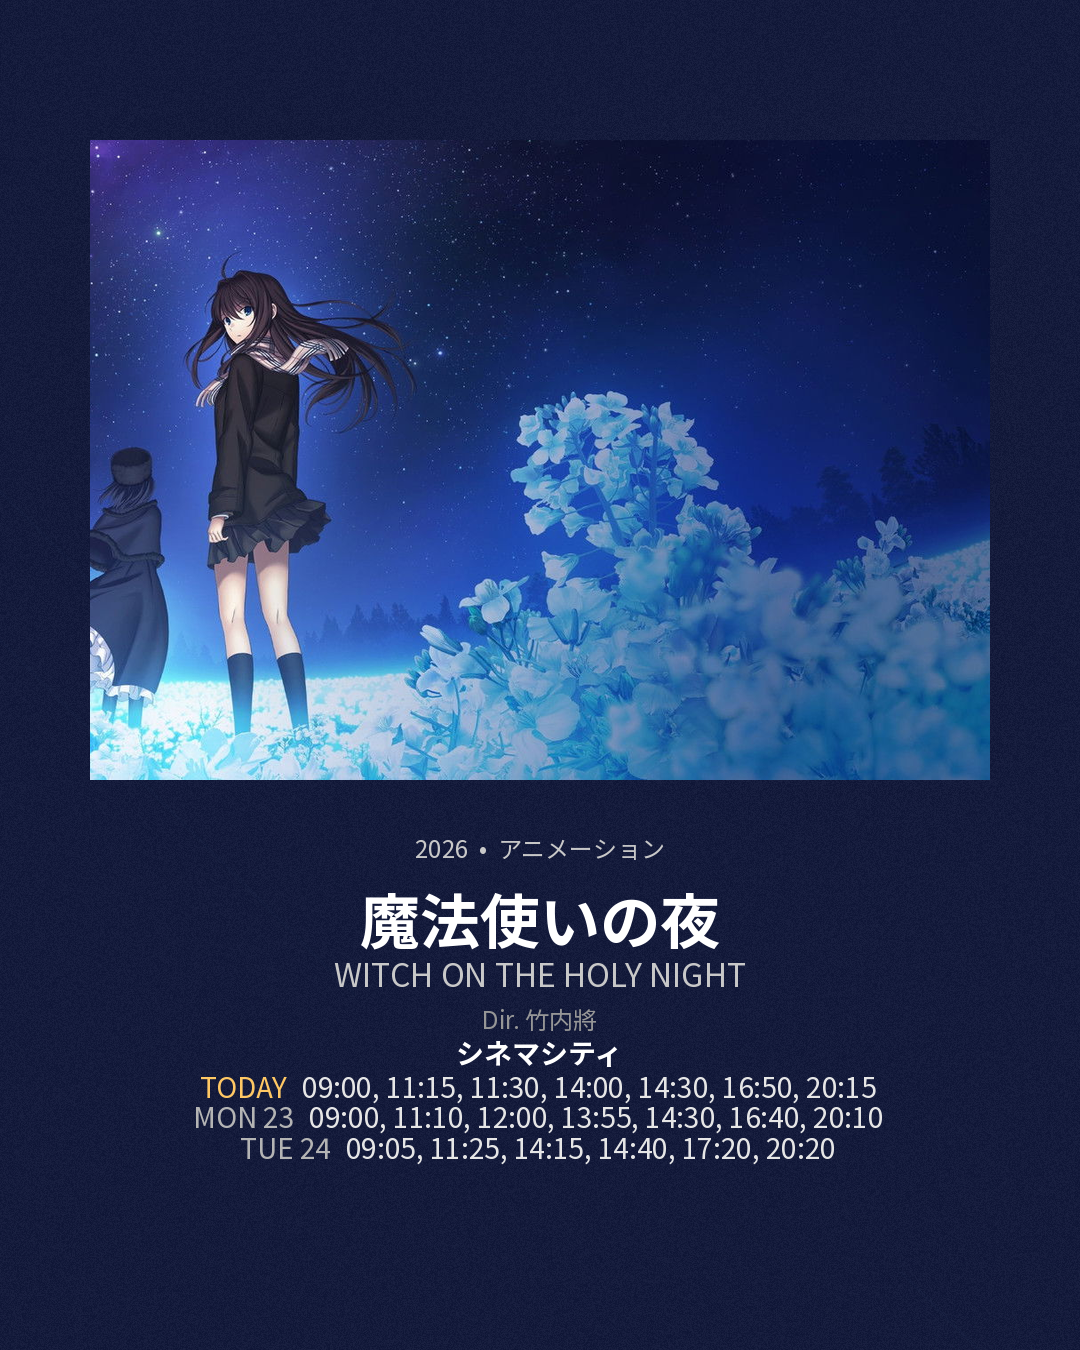 2026 • アニメーション
魔法使いの夜
WITCH ON THE HOLY NIGHT
Dir. 竹内將
シネマシティ
TODAY 09:00, 11:15, 11:30, 14:00, 14:30, 16:50, 20:15
MON 23 09:00, 11:10, 12:00, 13:55, 14:30, 16:40, 20:10
TUE 24 09:05, 11:25, 14:15, 14:40, 17:20, 20:20